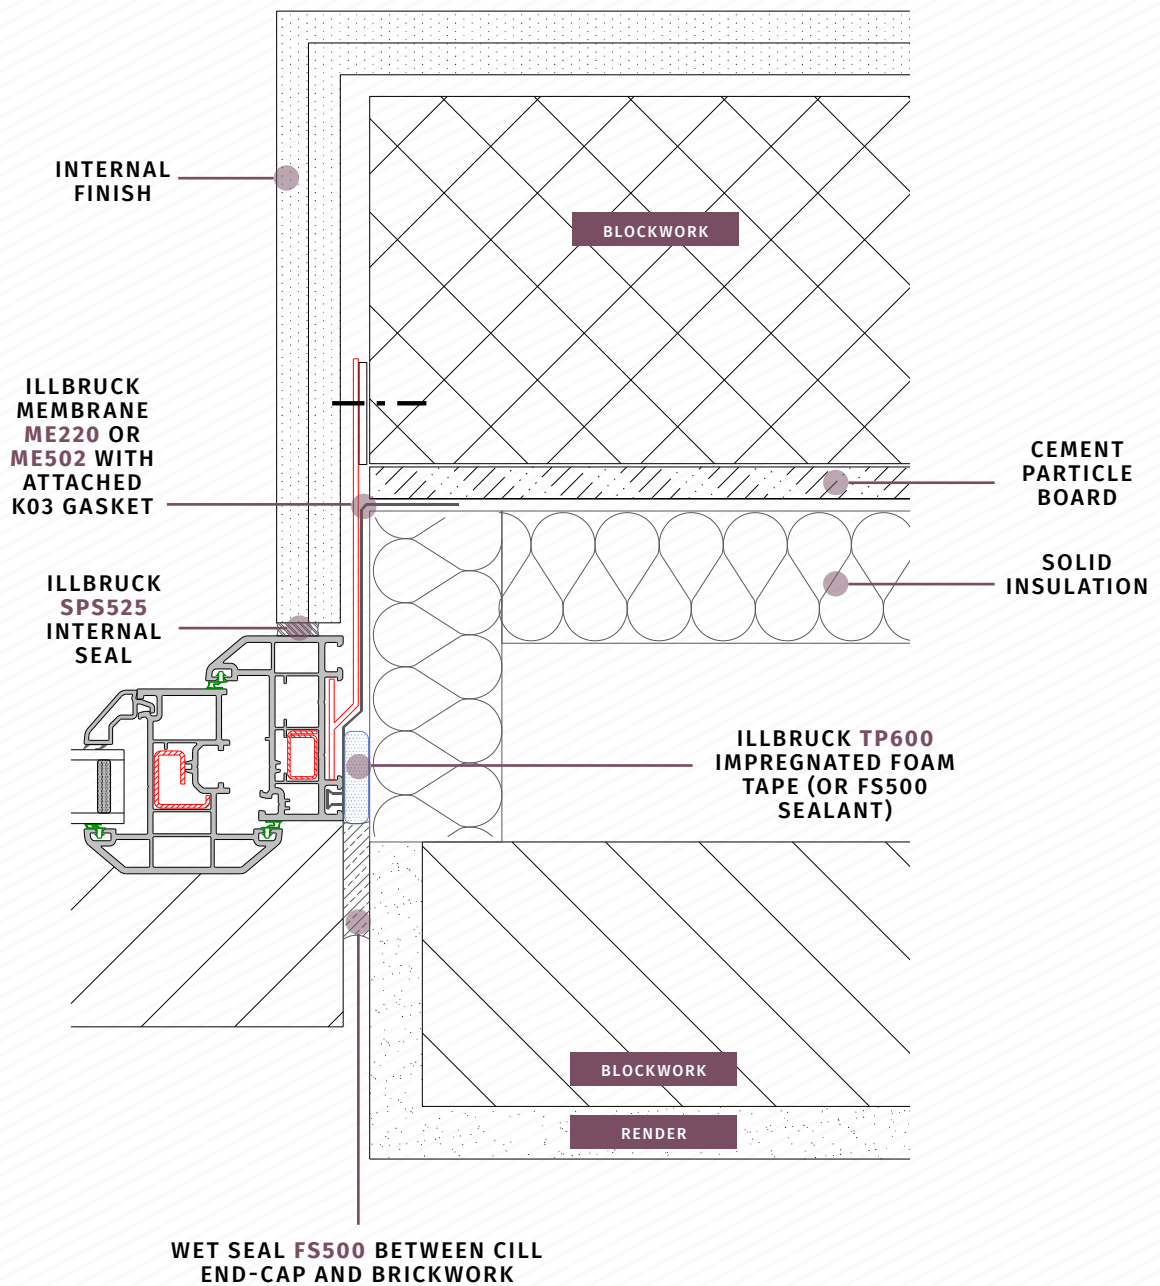 INTERNAL
FINISH
BLOCKWORK
ILLBRUCK
MEMBRANE
ME220 OR
ME502 WITH
ATTACHED
K03 GASKET
CEMENT
PARTICLE
BOARD
SOLID
INSULATION
ILLBRUCK
SPS525
INTERNAL
SEAL
ILLBRUCK TP600
IMPREGNATED FOAM
TAPE (OR FS500
SEALANT)
BLOCKWORK
RENDER
WET SEAL FS500 BETWEEN CILL
END-CAP AND BRICKWORK